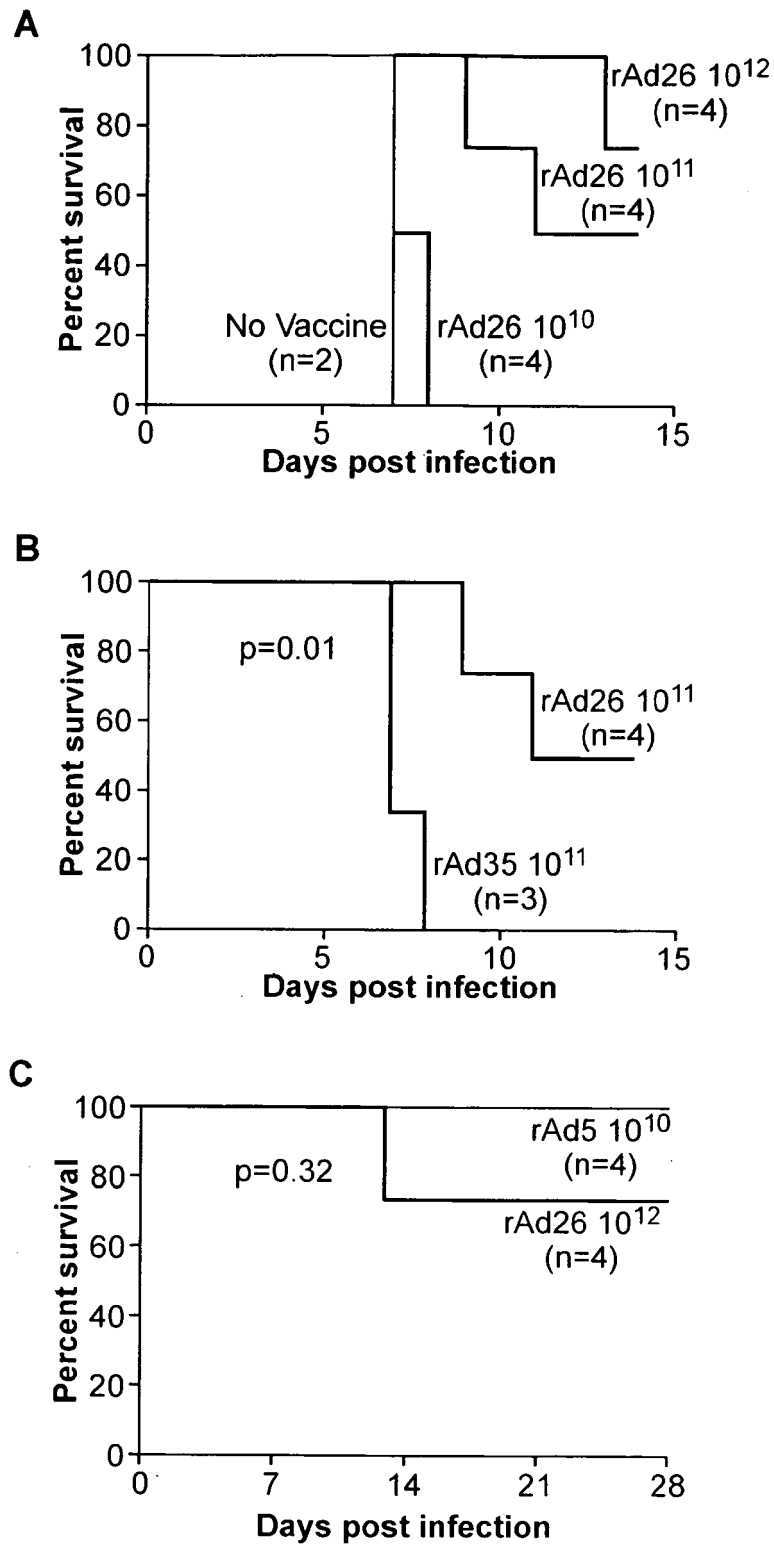 A
Percent survival
100
80
60
40
20
0
rAd26 10¹²
(n=4)
rAd26 10¹¹
(n=4)
No Vaccine
(n=2)
rAd26 10¹⁰
(n=4)
0 5 10 15
Days post infection
B
Percent survival
100
80
60
40
20
0
p=0.01
rAd26 10¹¹
(n=4)
rAd35 10¹¹
(n=3)
0 5 10 15
Days post infection
C
Percent survival
100
80
60
40
20
0
rAd5 10¹⁰
(n=4)
p=0.32
rAd26 10¹²
(n=4)
0 7 14 21 28
Days post infection